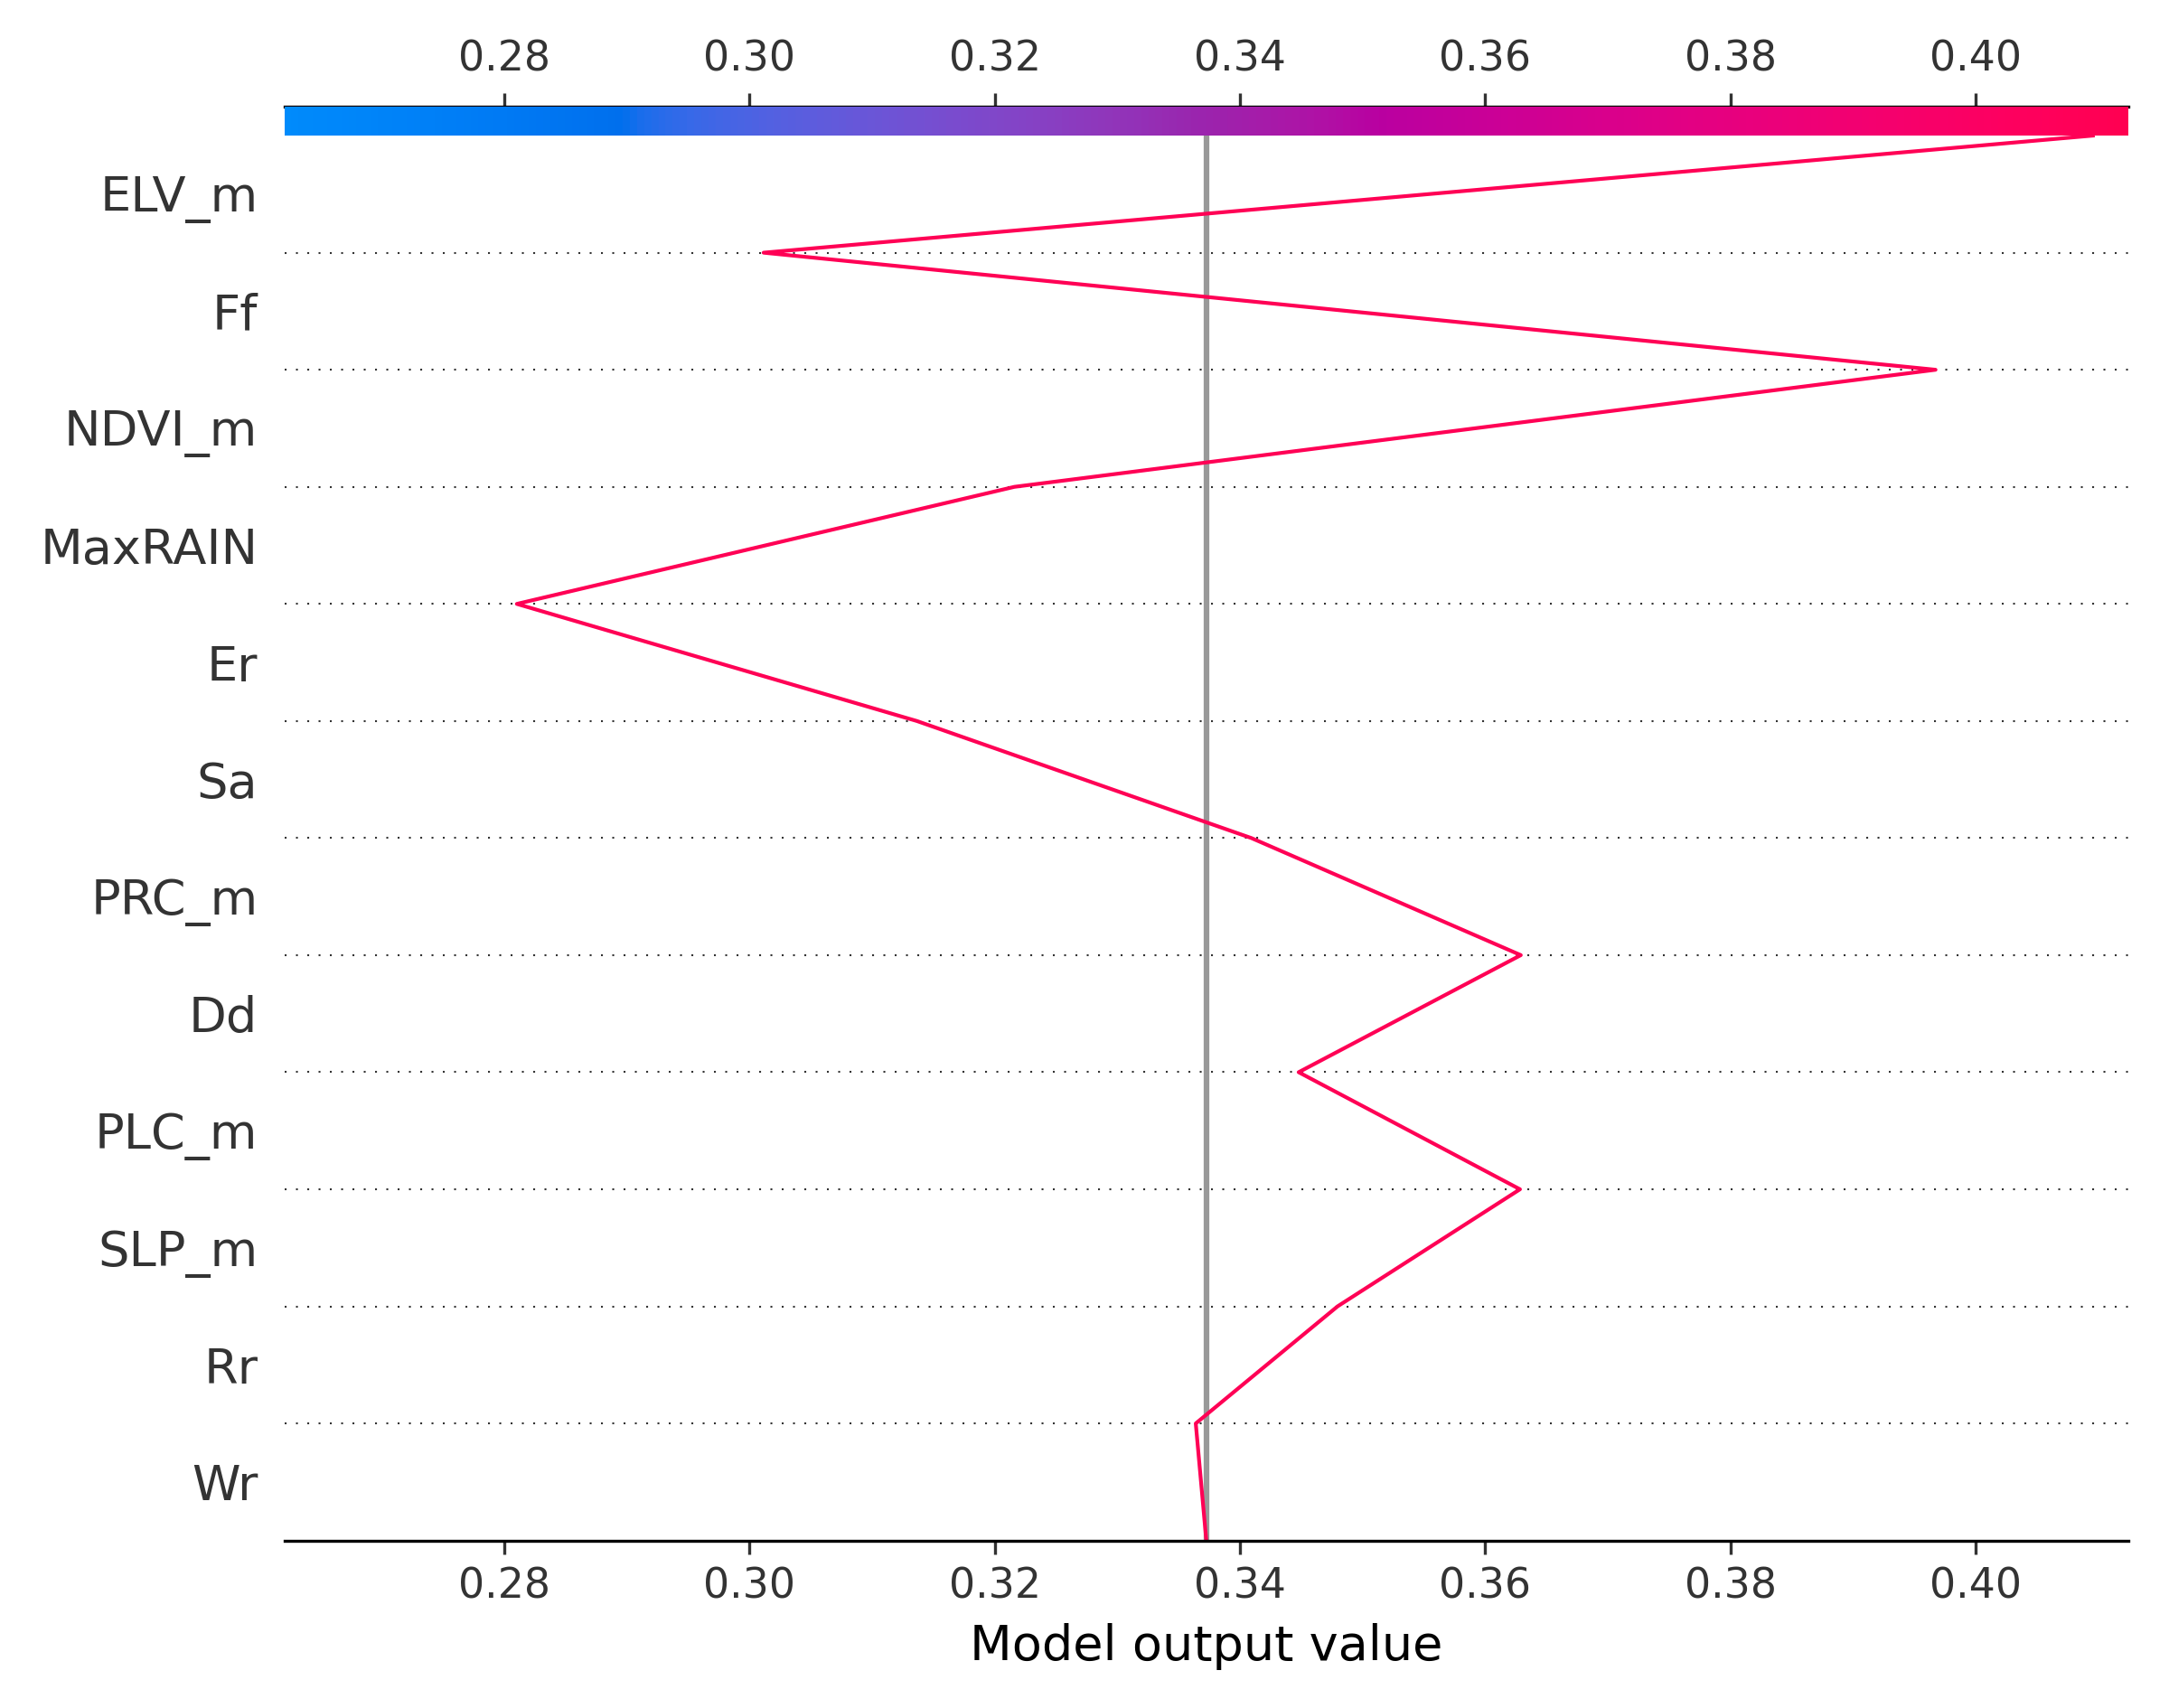 0.28 0.30 0.32 0.34 0.36 0.38 0.40
ELV_m
Ff
NDVI_m
MaxRAIN
Er
Sa
PRC_m
Dd
PLC_m
SLP_m
Rr
Wr
0.28 0.30 0.32 0.34 0.36 0.38 0.40
Model output value